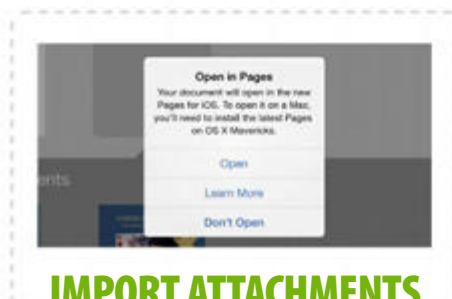 Open in Pages
Your document will open in the new
Pages for iOS. To open it on a Mac,
you'll need to install the latest Pages
on OS X Mavericks.
ents
Open
Learn More
Don't Open
IMPORT ATTACHMENTS